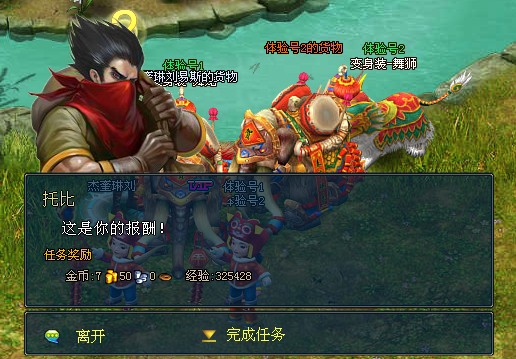 体验号1
体验号2的货物
体验号2
奎琳刘易斯的货物
变身装-舞狮
杰奎琳刘
体验号1
体验号2
托比
这是你的报酬！
任务奖励
金币:7 50 0 经验:325428
离开
完成任务